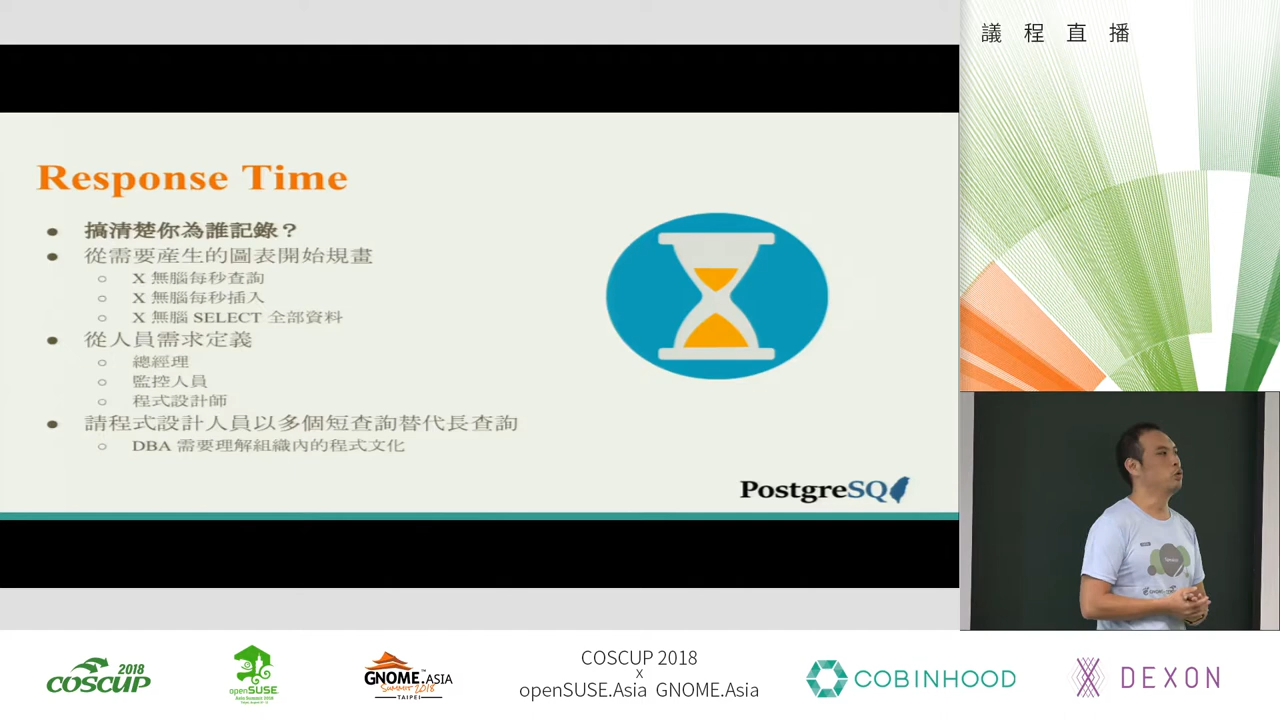 議程直播
Response Time
搞清楚你為誰記錄？
從需要產生的圖表開始規畫
X 無腦每秒查詢
X 無腦每秒插入
X 無腦 SELECT 全部資料
從人員需求定義
總經理
監控人員
程式設計師
請程式設計人員以多個短查詢替代長查詢
DBA 需要理解組織內的程式文化
PostgreSQ
2018
COSCUP
openSUSE
GNOME.ASIA
SUMMIT 2018
TAIPEI
COSCUP 2018
x
openSUSE.Asia GNOME.Asia
COBINHOOD
DEXON